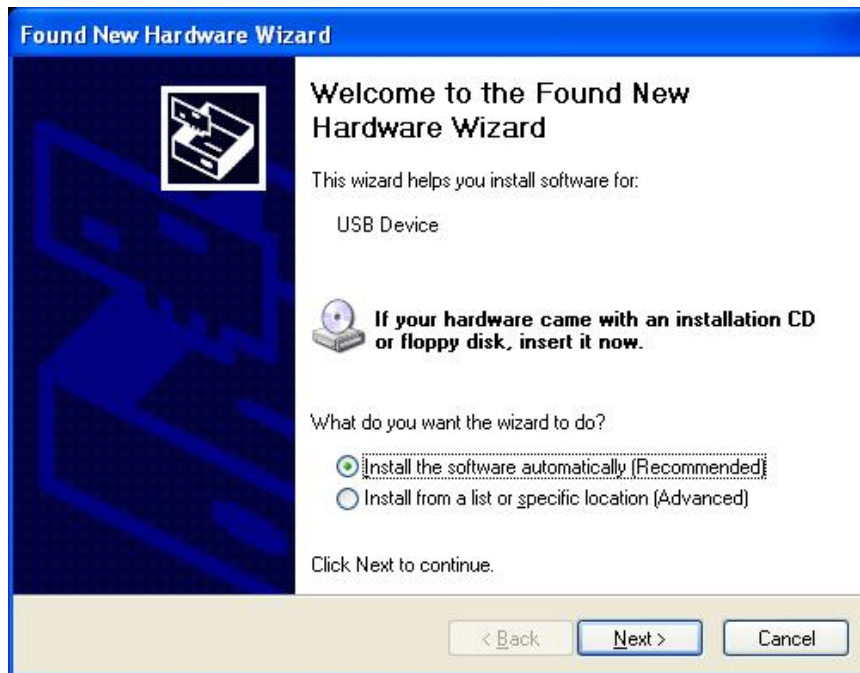 Found New Hardware Wizard
Welcome to the Found New
Hardware Wizard
This wizard helps you install software for:
USB Device
If your hardware came with an installation CD
or floppy disk, insert it now.
What do you want the wizard to do?
Install the software automatically (Recommended)
Install from a list or specific location (Advanced)
Click Next to continue.
< Back Next > Cancel